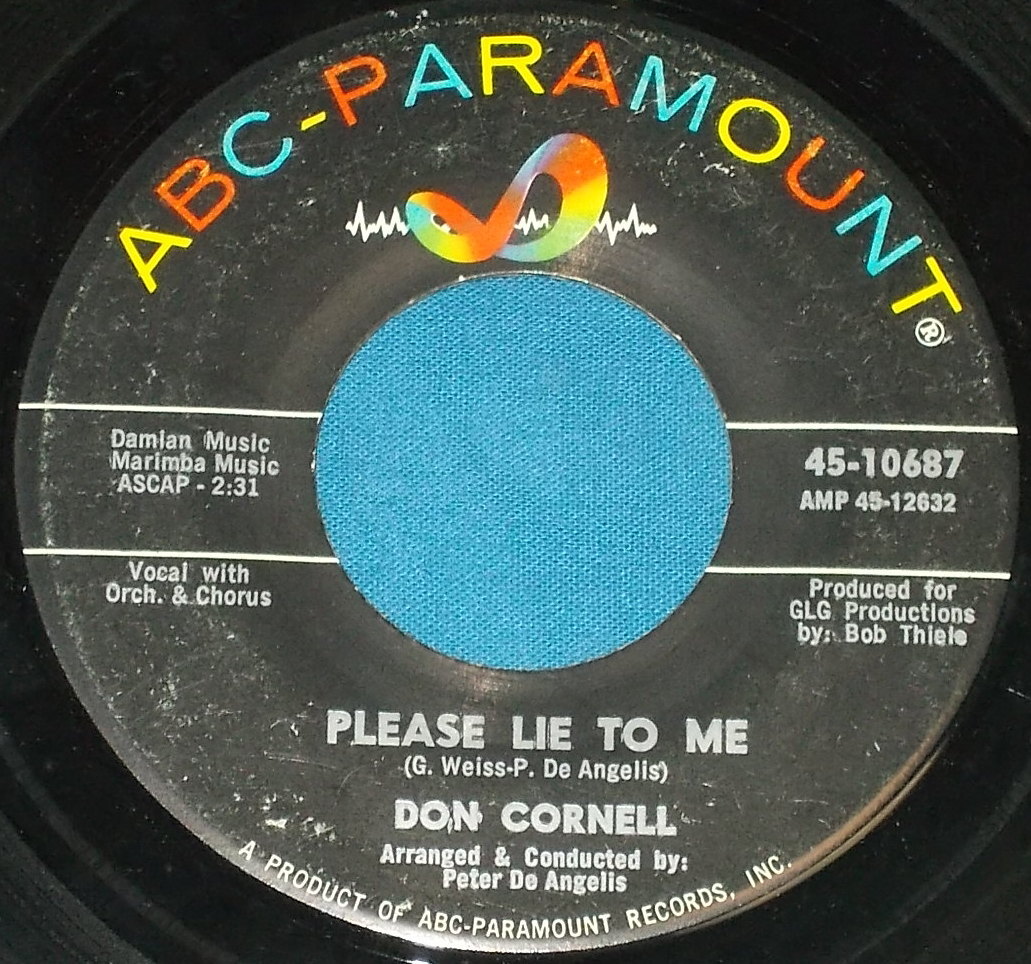 ABC-PARAMOUNT®
Damian Music
Marimba Music
ASCAP - 2:31
45-10687
AMP 45-12632
Vocal with
Orch. & Chorus
Produced for
GLG Productions
by: Bob Thiele
PLEASE LIE TO ME
(G. Weiss-P. De Angelis)
DON CORNELL
Arranged & Conducted by:
Peter De Angelis
A PRODUCT OF ABC-PARAMOUNT RECORDS, INC.